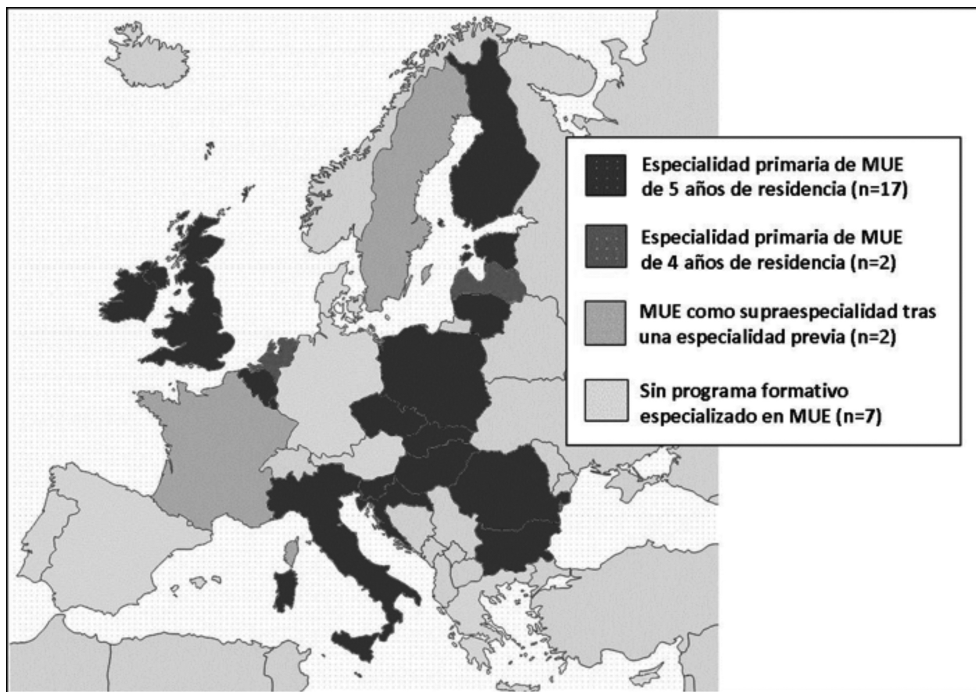 Especialidad primaria de MUE
de 5 años de residencia (n=17)
Especialidad primaria de MUE
de 4 años de residencia (n=2)
MUE como supraespecialidad tras
una especialidad previa (n=2)
Sin programa formativo
especializado en MUE (n=7)